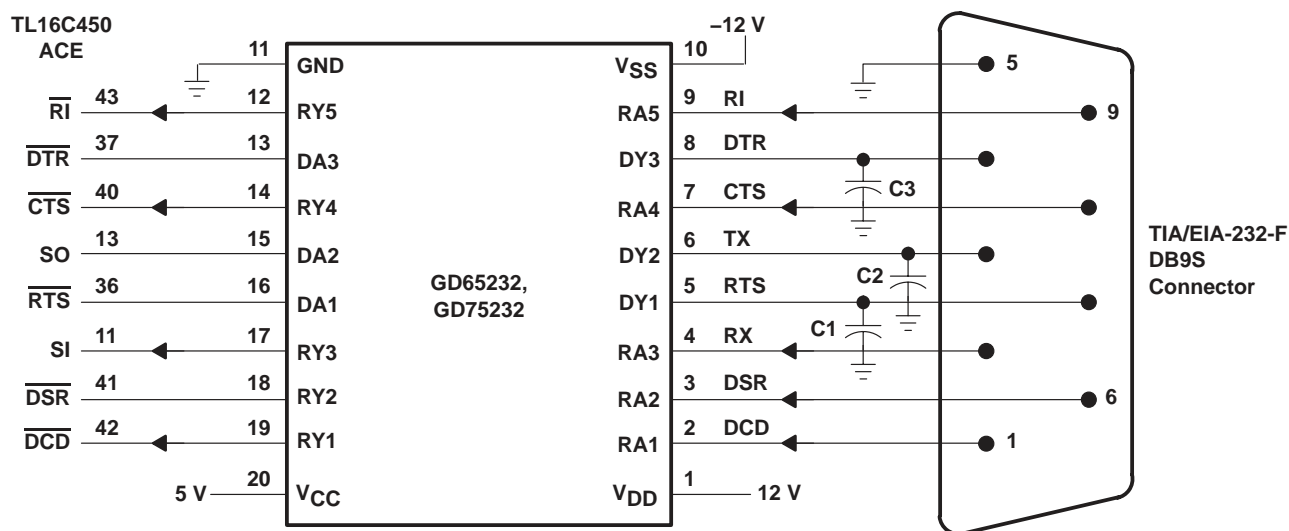 TL16C450
ACE
–12 V
11 GND VSS 10
5
RI 43 12 RY5 RA5 9 RI
9
DTR 37 13 DA3 DY3 8 DTR
C3
CTS 40 14 RY4 RA4 7 CTS
SO 13 15 DA2 DY2 6 TX
C2
RTS 36 16 DA1 DY1 5 RTS
C1
SI 11 17 RY3 RA3 4 RX
DSR 41 18 RY2 RA2 3 DSR
6
DCD 42 19 RY1 RA1 2 DCD
1
5 V 20 VCC VDD 1 12 V
GD65232,
GD75232
TIA/EIA-232-F
DB9S
Connector